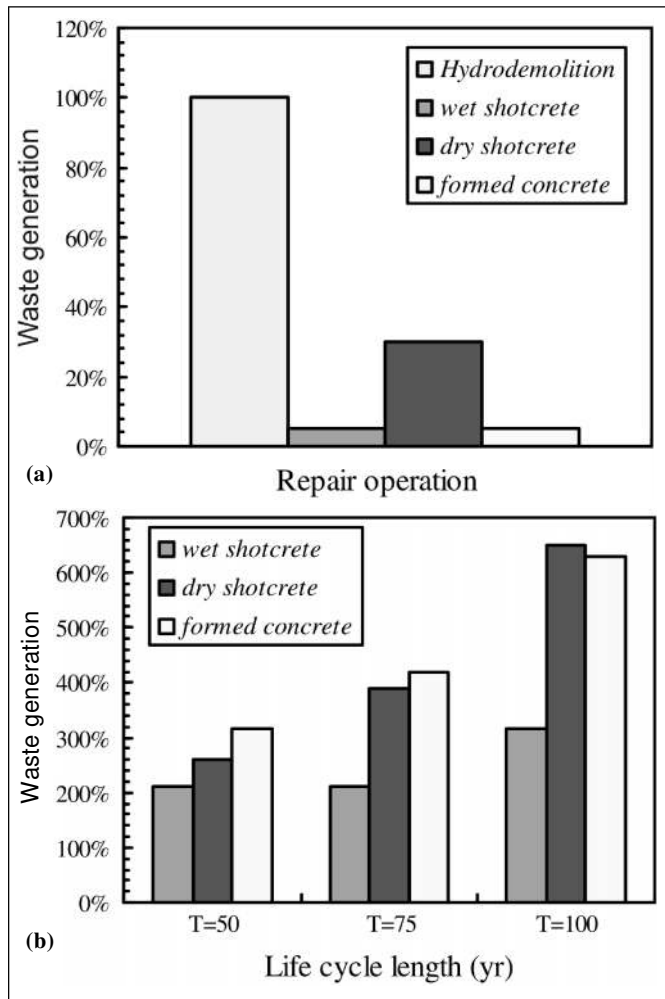 120%
100%
80%
60%
40%
20%
0%
Waste generation
Hydrodemolition
wet shotcrete
dry shotcrete
formed concrete
(a)
Repair operation
700%
600%
500%
400%
300%
200%
100%
0%
Waste generation
wet shotcrete
dry shotcrete
formed concrete
T=50 T=75 T=100
(b)
Life cycle length (yr)